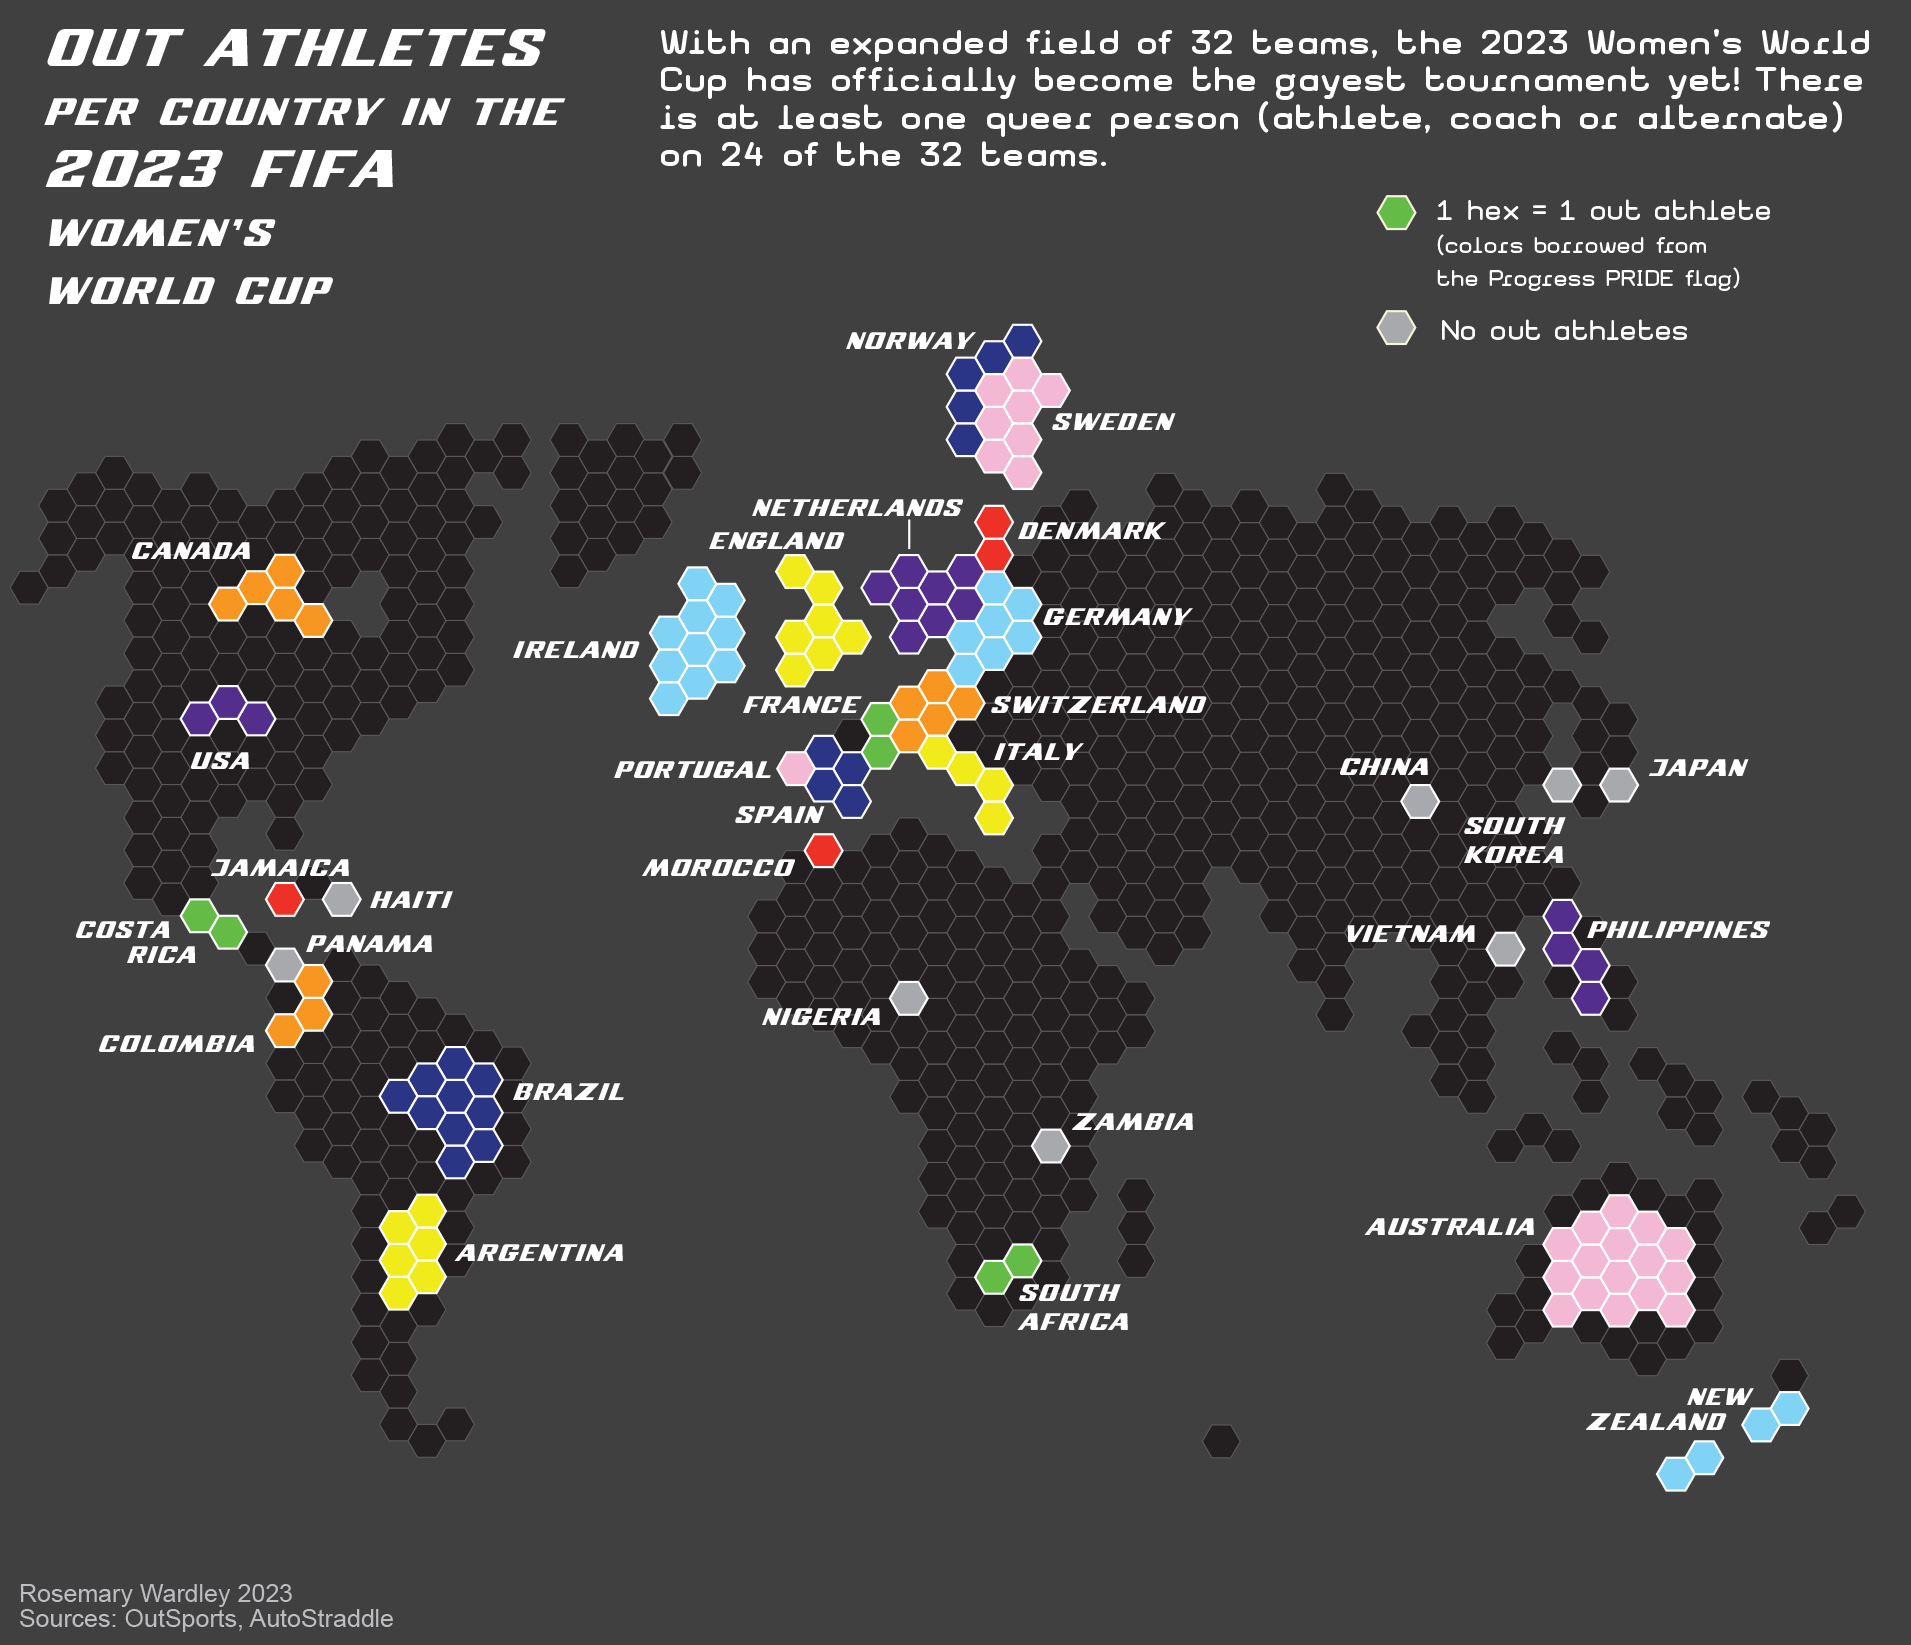 OUT ATHLETES
PER COUNTRY IN THE
2023 FIFA
WOMEN'S
WORLD CUP
With an expanded field of 32 teams, the 2023 Women's World
Cup has officially become the gayest tournament yet! There
is at least one queer person (athlete, coach or alternate)
on 24 of the 32 teams.
1 hex = 1 out athlete
(colors borrowed from
the Progress PRIDE flag)
No out athletes
NORWAY
SWEDEN
NETHERLANDS
DENMARK
ENGLAND
CANADA
GERMANY
IRELAND
FRANCE
SWITZERLAND
USA
ITALY
PORTUGAL
CHINA
JAPAN
SPAIN
SOUTH
KOREA
MOROCCO
JAMAICA
HAITI
COSTA
RICA
PANAMA
VIETNAM
PHILIPPINES
NIGERIA
COLOMBIA
BRAZIL
ZAMBIA
AUSTRALIA
ARGENTINA
SOUTH
AFRICA
NEW
ZEALAND
Rosemary Wardley 2023
Sources: OutSports, AutoStraddle